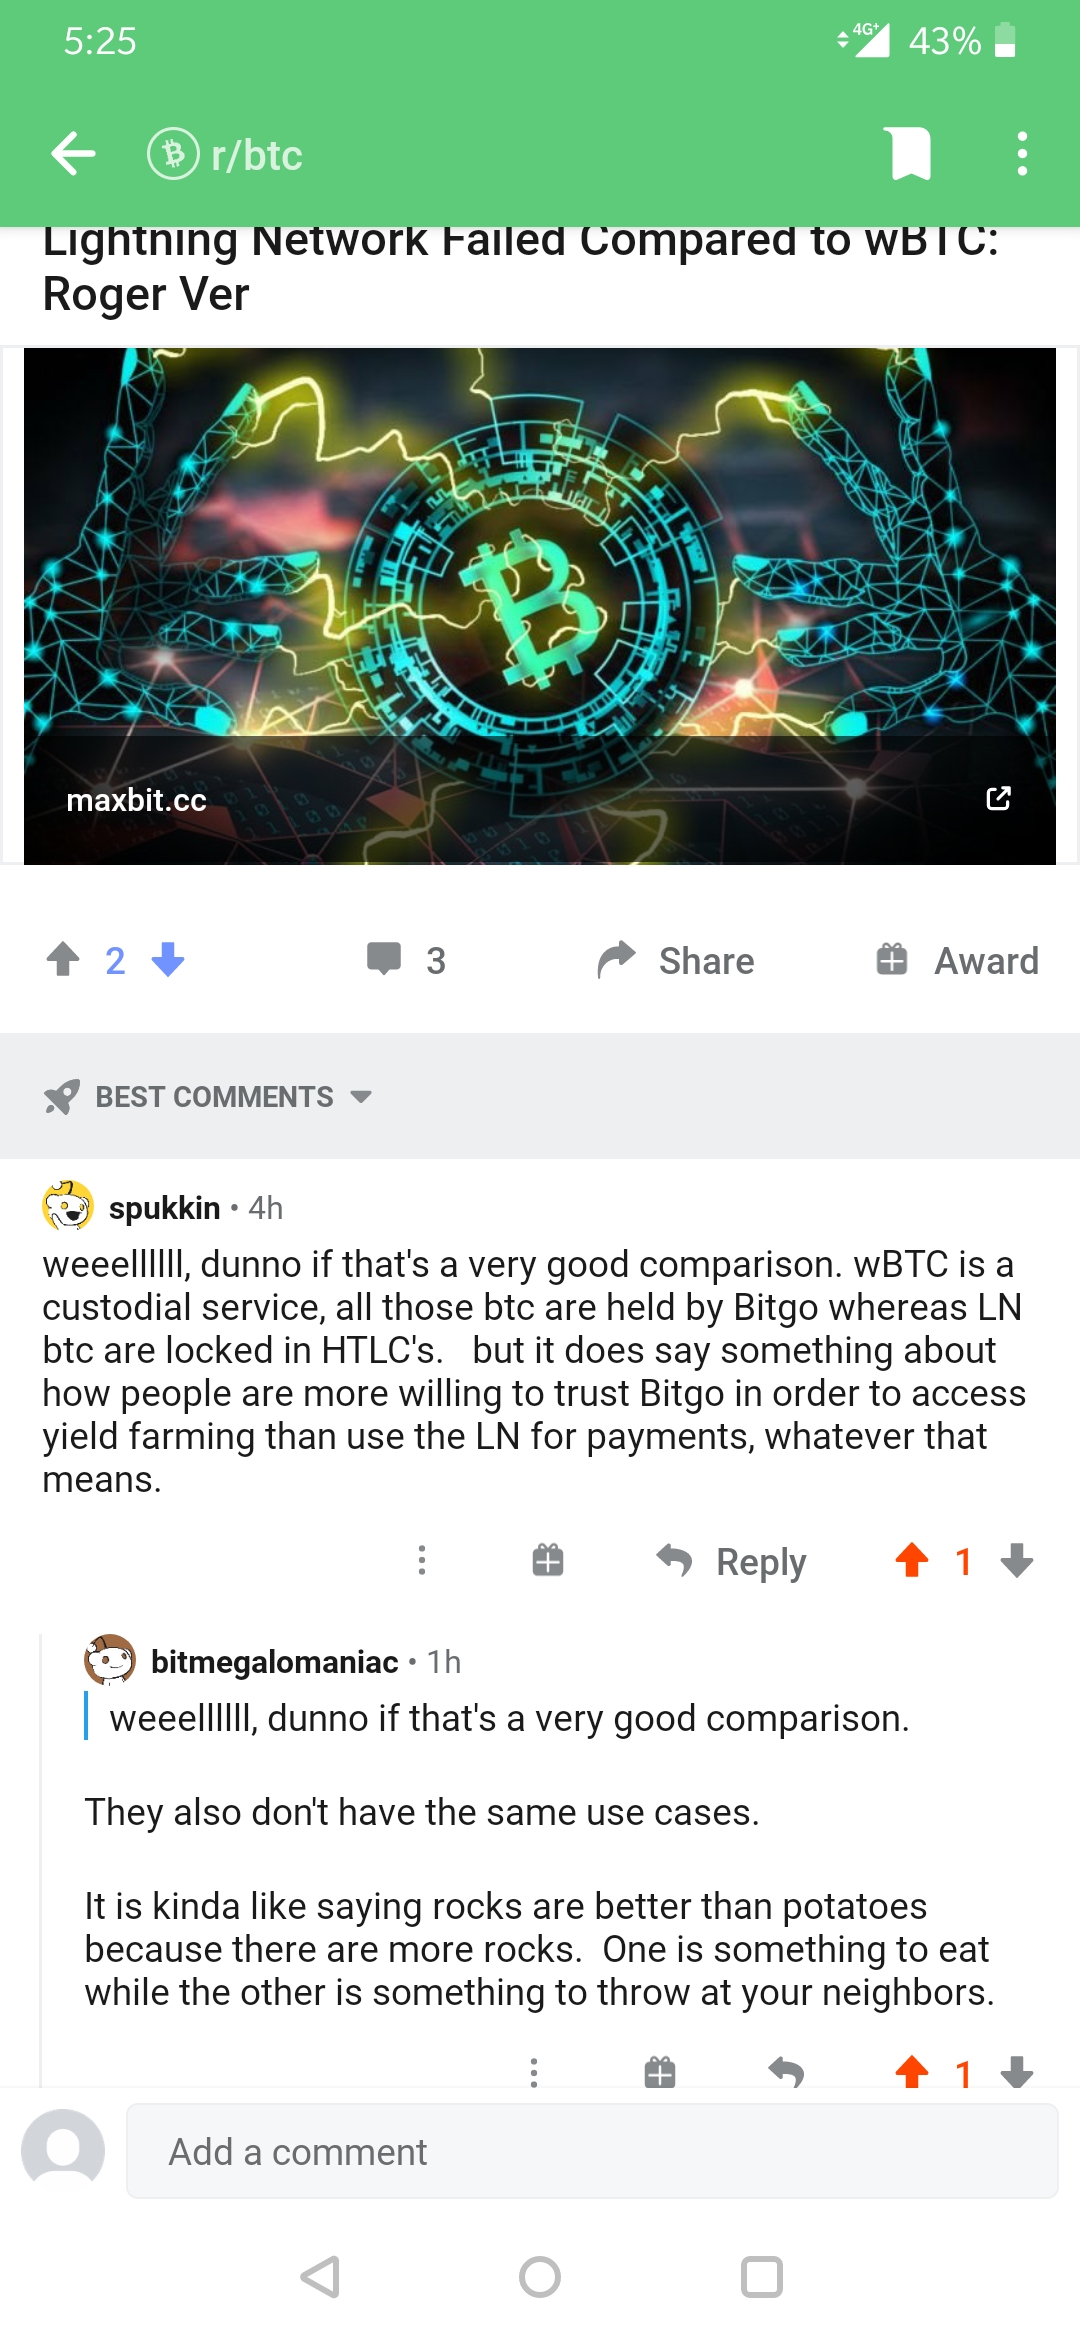 5:25
4G+ 43%
r/btc
Lightning Network Failed Compared to wBTC:
Roger Ver
maxbit.cc
2
3
Share
Award
BEST COMMENTS
spukkin • 4h
weeellllll, dunno if that's a very good comparison. wBTC is a
custodial service, all those btc are held by Bitgo whereas LN
btc are locked in HTLC's.   but it does say something about
how people are more willing to trust Bitgo in order to access
yield farming than use the LN for payments, whatever that
means.
Reply
1
bitmegalomaniac • 1h
weeellllll, dunno if that's a very good comparison.
They also don't have the same use cases.
It is kinda like saying rocks are better than potatoes
because there are more rocks.  One is something to eat
while the other is something to throw at your neighbors.
1
Add a comment